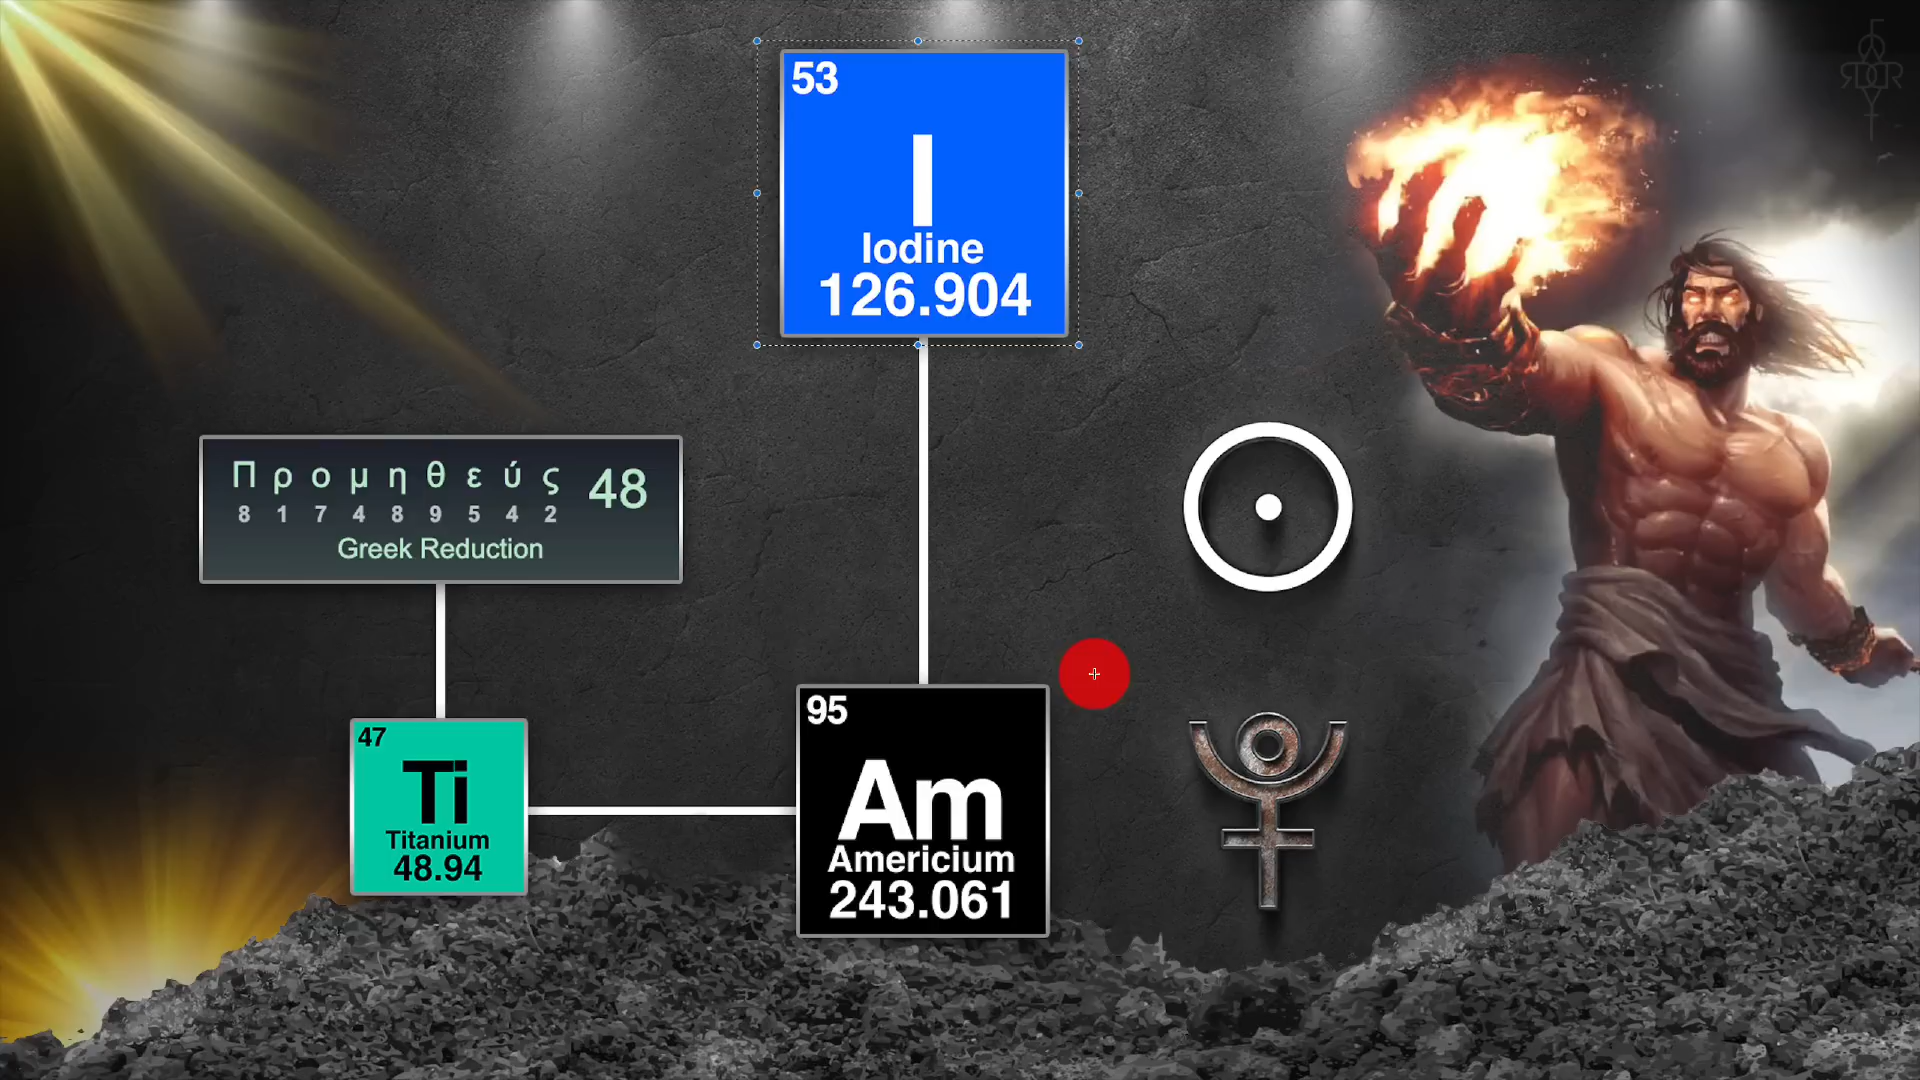 53
I
Iodine
126.904
Π ρ ο μ η θ ε ύ ς 48
8 1 7 4 8 9 5 4 2
Greek Reduction
47
Ti
Titanium
48.94
95
Am
Americium
243.061